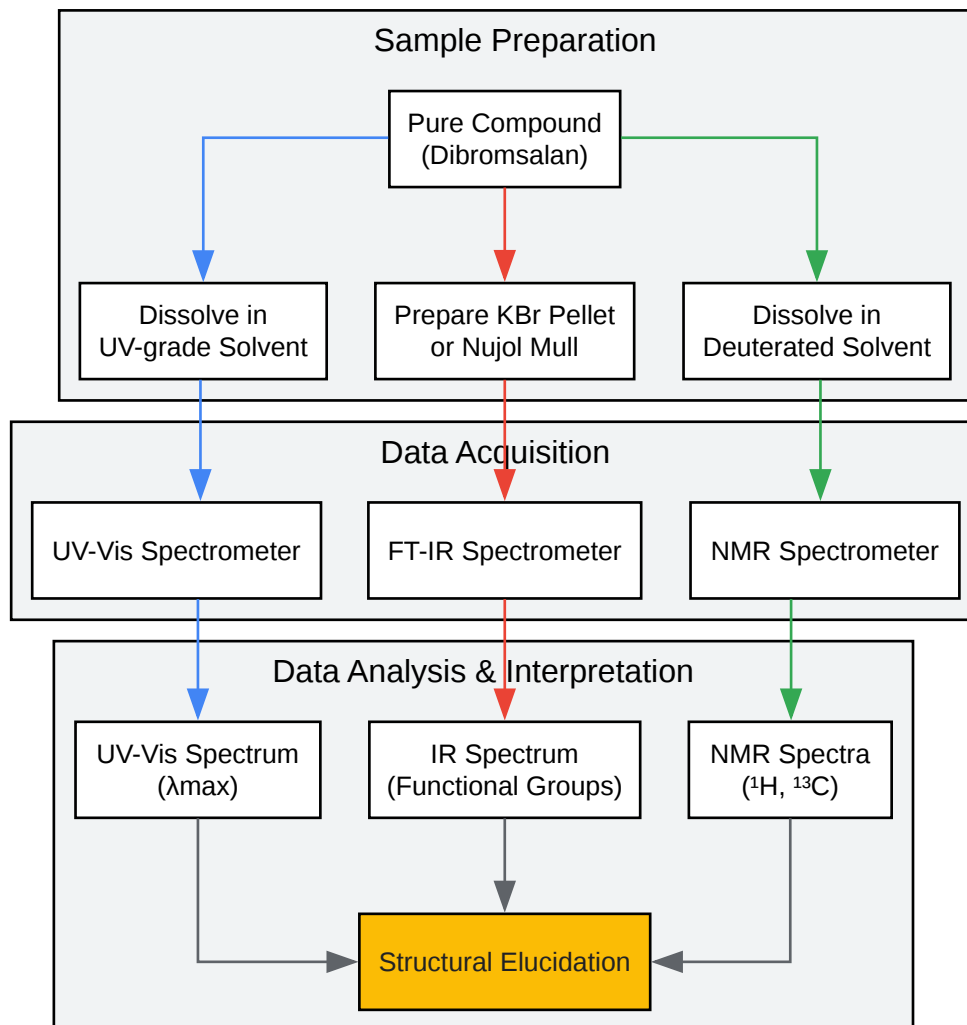 Sample Preparation
Pure Compound
(Dibromsalan)
Dissolve in
UV-grade Solvent
Prepare KBr Pellet
or Nujol Mull
Dissolve in
Deuterated Solvent
Data Acquisition
UV-Vis Spectrometer
FT-IR Spectrometer
NMR Spectrometer
Data Analysis & Interpretation
UV-Vis Spectrum
(λmax)
IR Spectrum
(Functional Groups)
NMR Spectra
(¹H, ¹³C)
Structural Elucidation